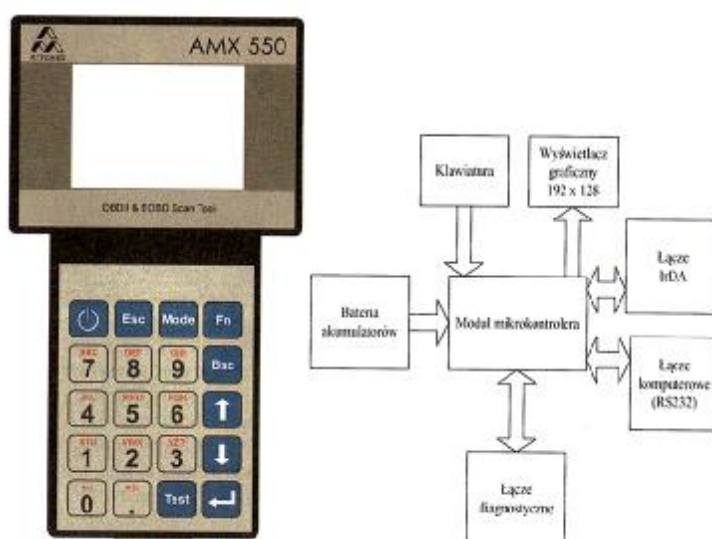 AMX 550
OBDII & EOBD Scan Tool
Esc Mode Fn
7 8 9 Bsc
4 5 6
1 2 3
0 . Test
Klawiatura
Wyświetlacz
graficzny
192 x 128
Łącze
IrDA
Bateria
akumulatorów
Moduł mikrokontrolera
Łącze
komputerowe
(RS232)
Łącze
diagnostyczne